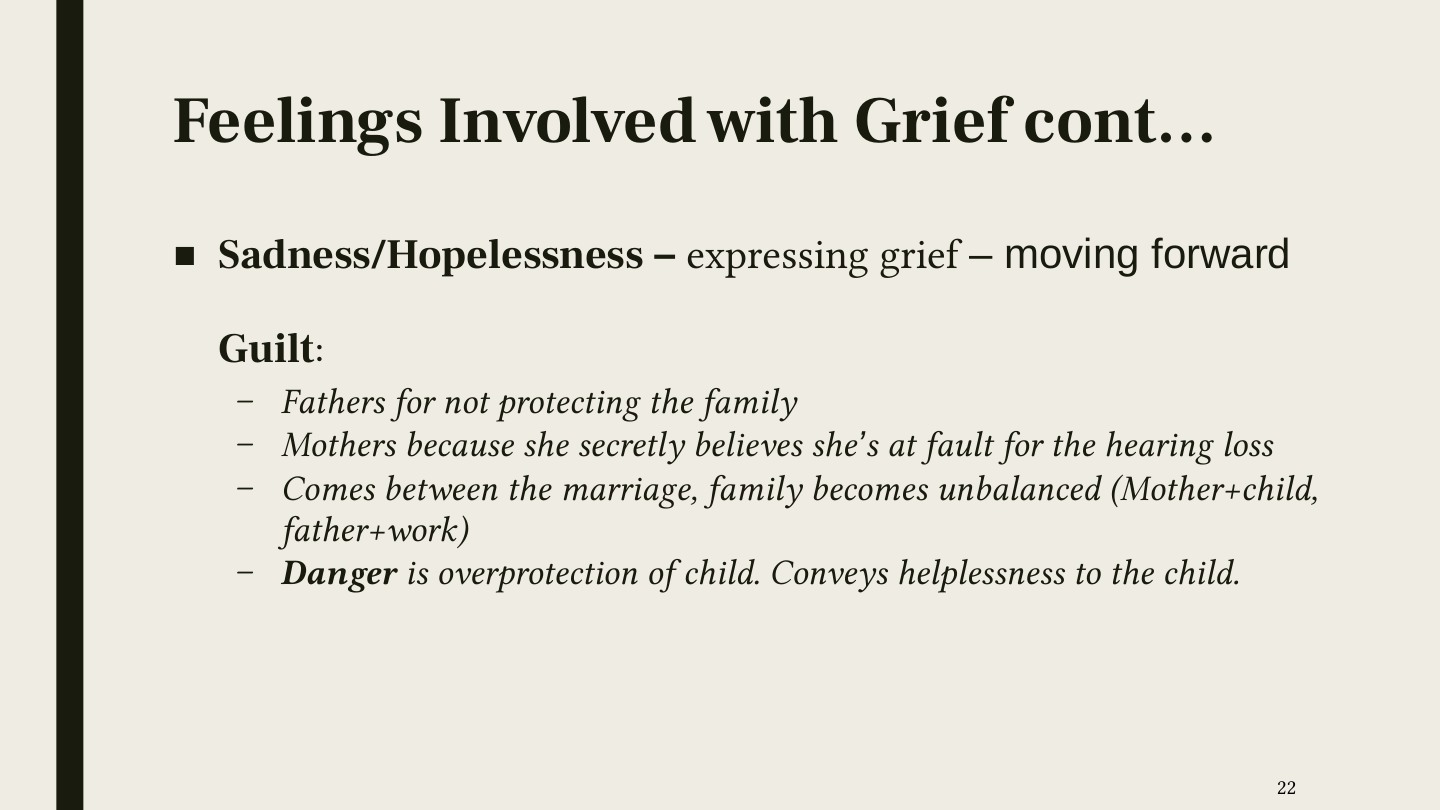 Feelings Involved with Grief cont…
■ Sadness/Hopelessness – expressing grief – moving forward
Guilt:
– Fathers for not protecting the family
– Mothers because she secretly believes she’s at fault for the hearing loss
– Comes between the marriage, family becomes unbalanced (Mother+child,
father+work)
– Danger is overprotection of child. Conveys helplessness to the child.
22